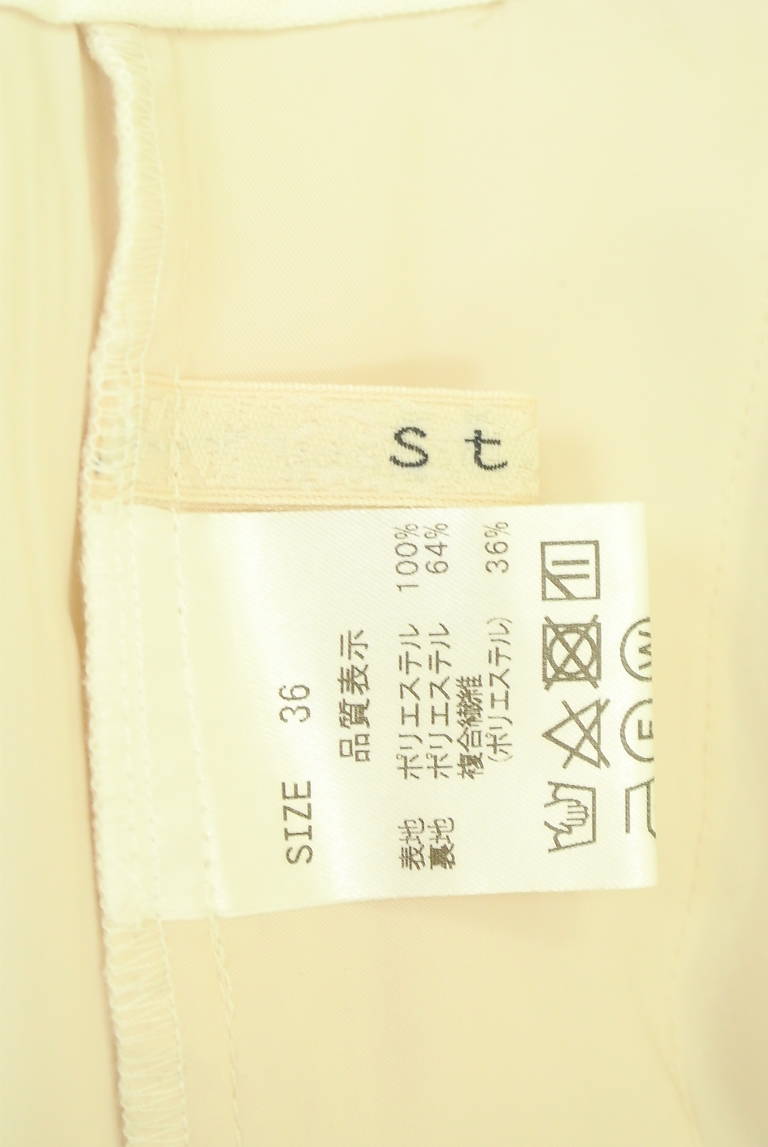 St
SIZE 36
品質表示
表地 ポリエステル 100%
裏地 ポリエステル 64%
複合繊維
(ポリエステル) 36%
W
F